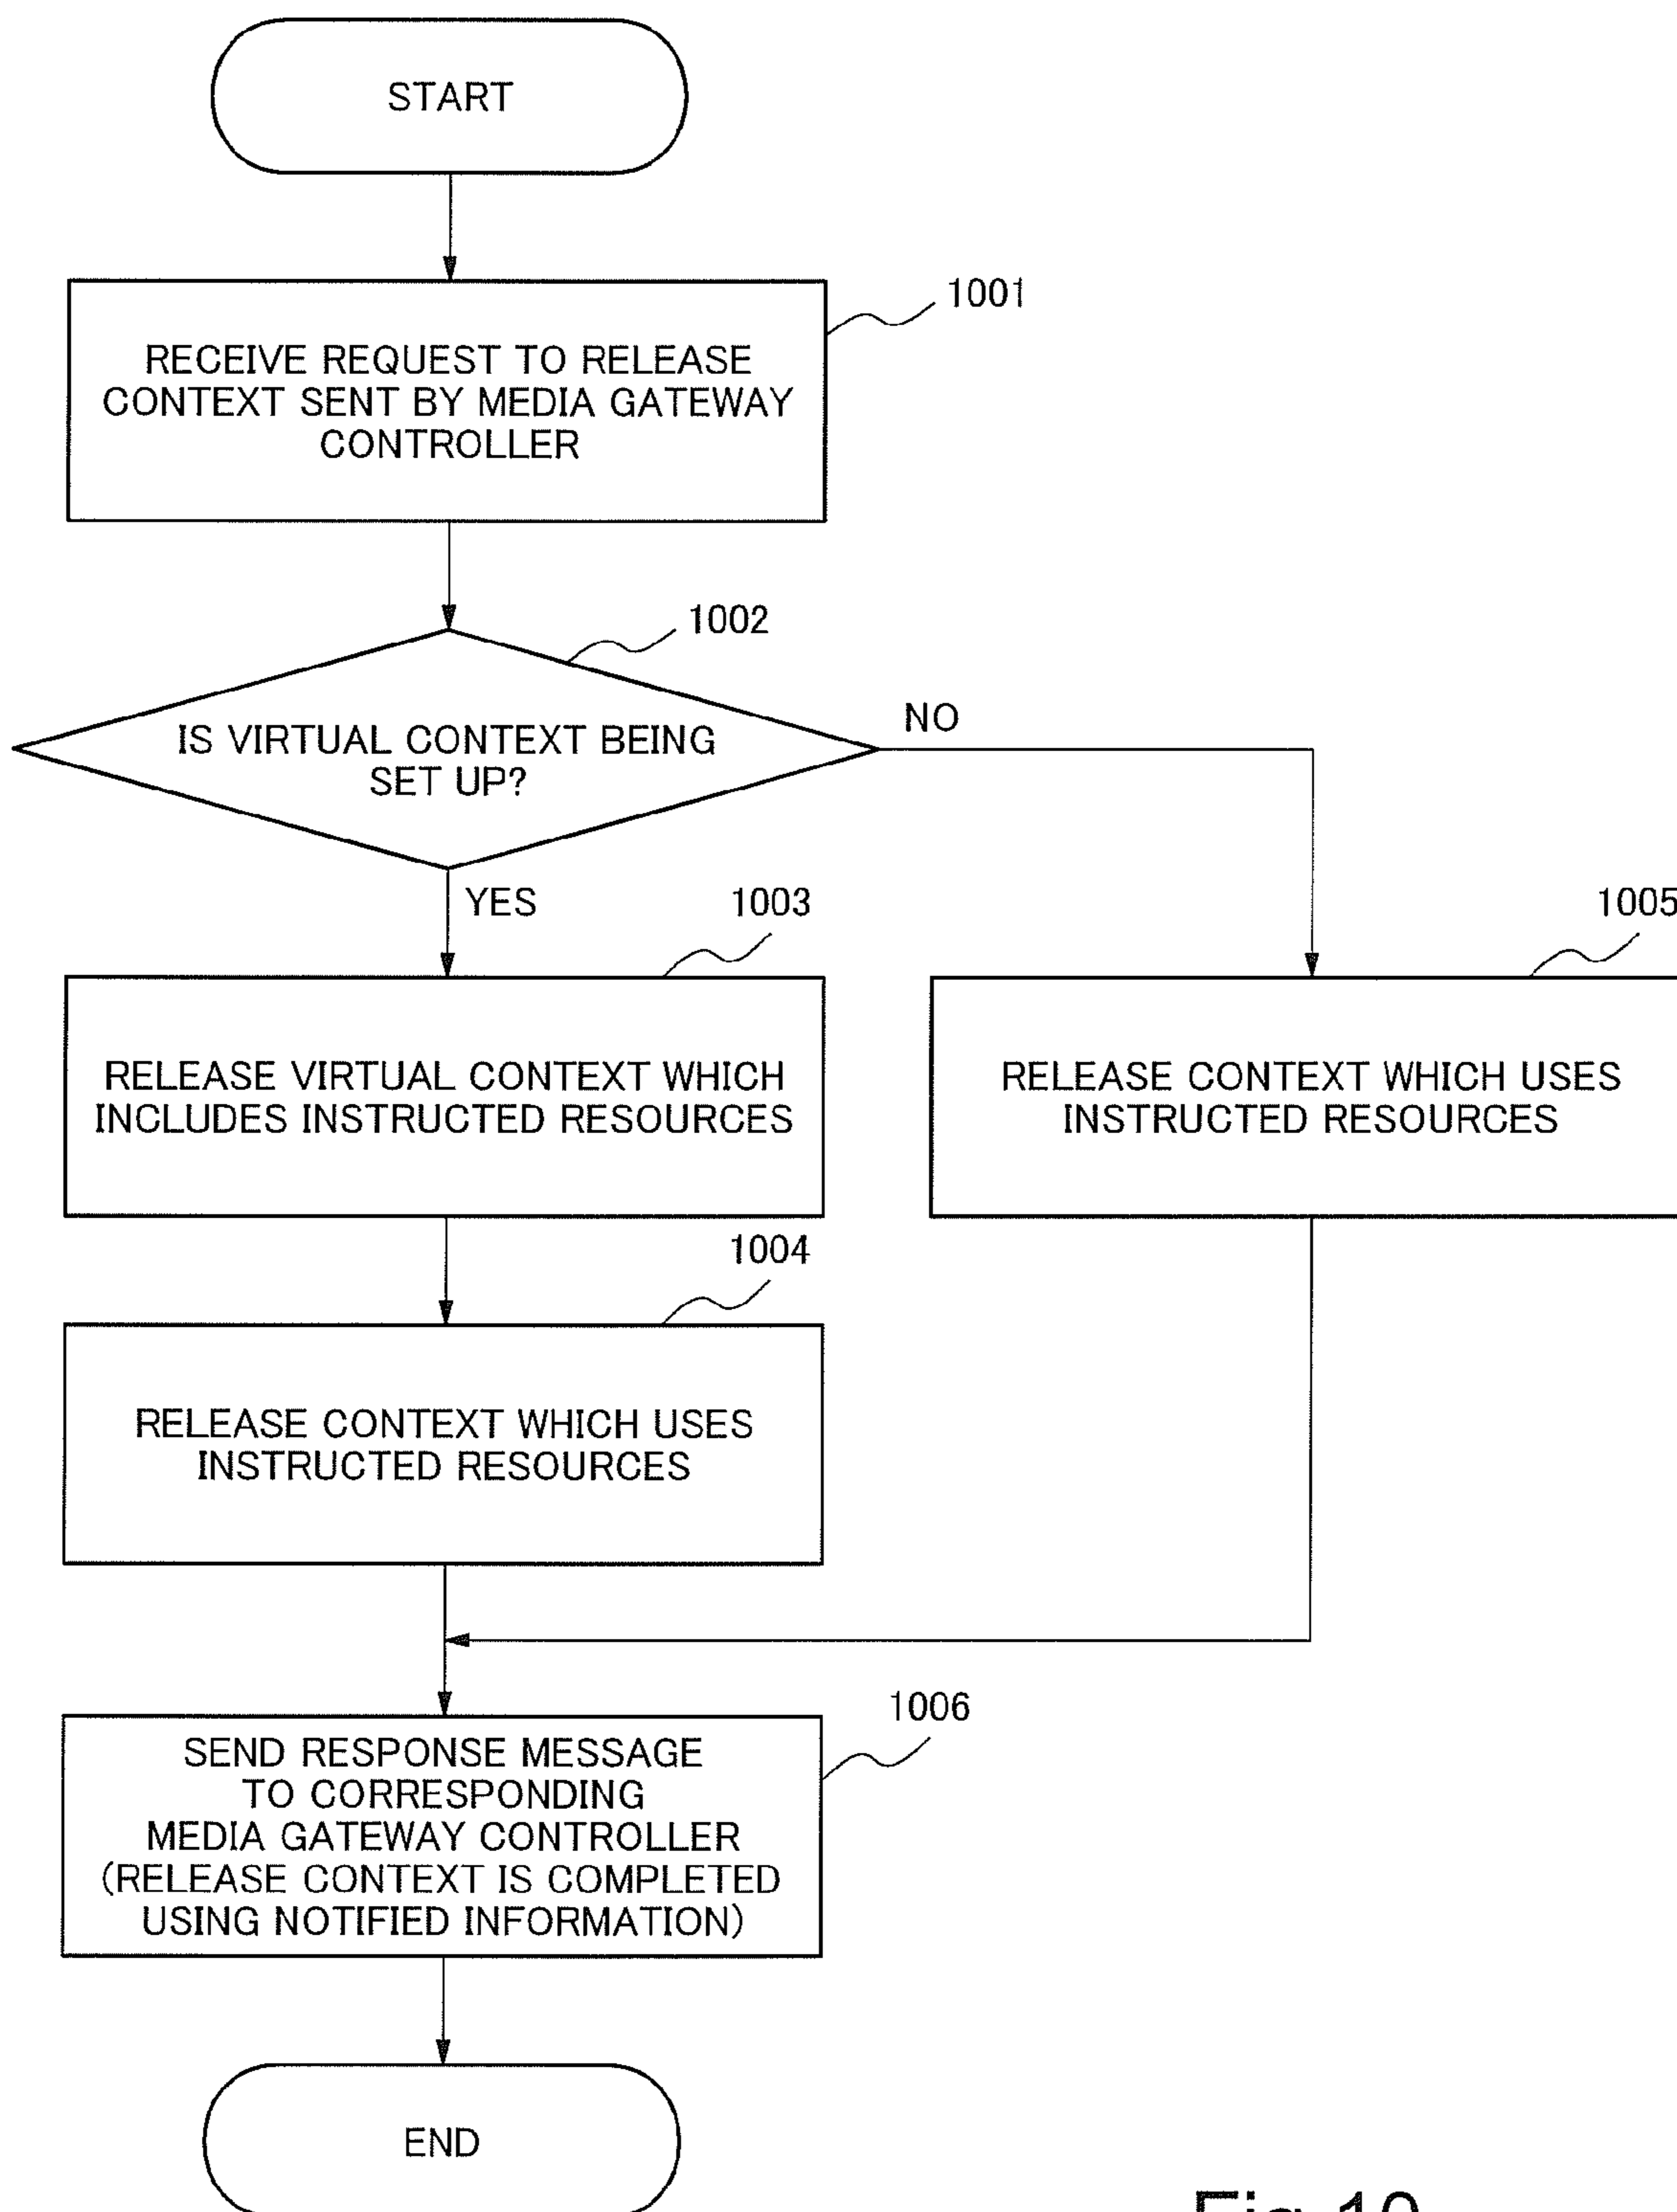 START
1001
RECEIVE REQUEST TO RELEASE
CONTEXT SENT BY MEDIA GATEWAY
CONTROLLER
1002
IS VIRTUAL CONTEXT BEING
SET UP?
NO
YES
1003
1005
RELEASE VIRTUAL CONTEXT WHICH
INCLUDES INSTRUCTED RESOURCES
RELEASE CONTEXT WHICH USES
INSTRUCTED RESOURCES
1004
RELEASE CONTEXT WHICH USES
INSTRUCTED RESOURCES
1006
SEND RESPONSE MESSAGE
TO CORRESPONDING
MEDIA GATEWAY CONTROLLER
(RELEASE CONTEXT IS COMPLETED
USING NOTIFIED INFORMATION)
END
Fig.10